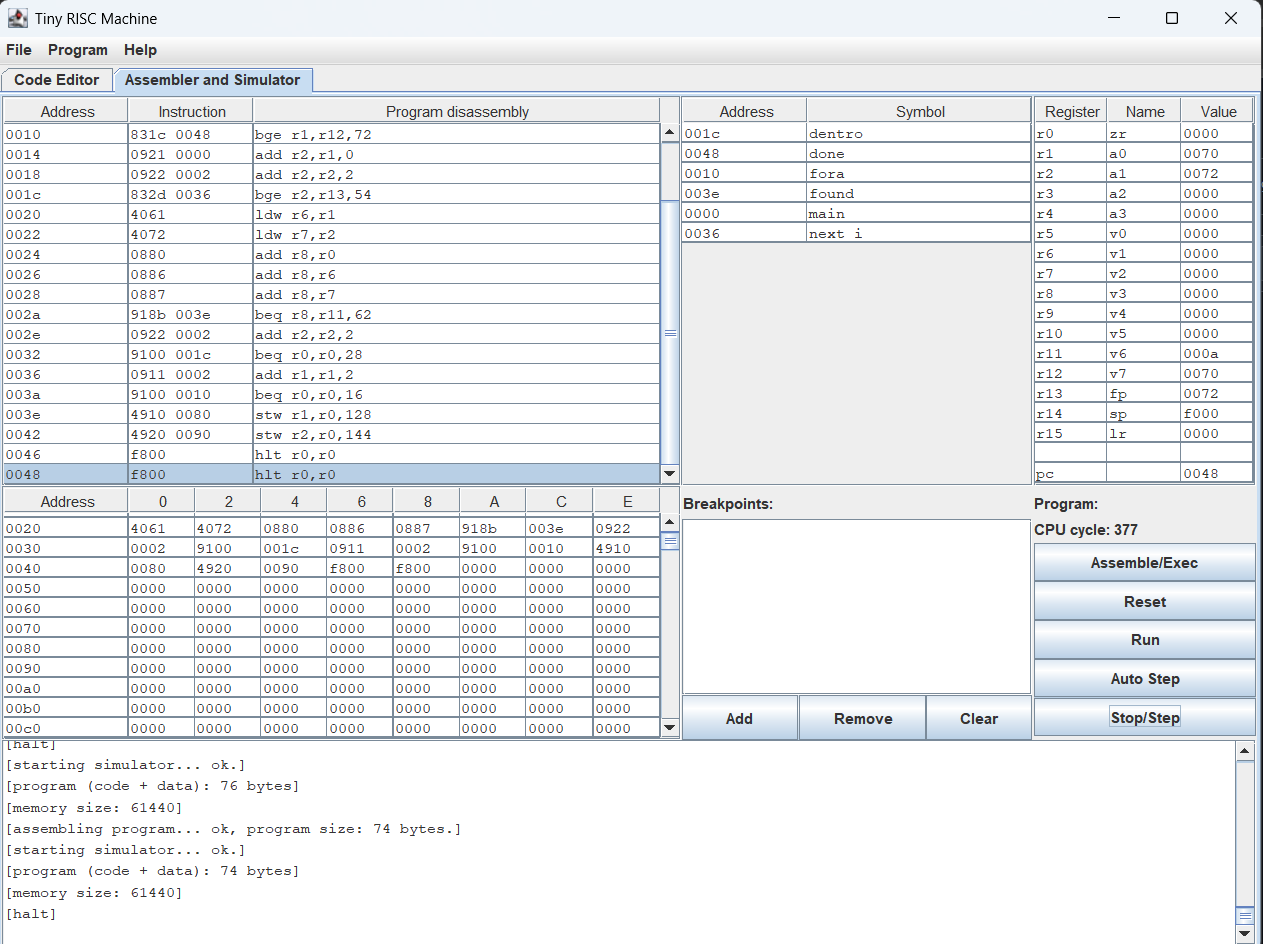 Tiny RISC Machine
File Program Help
Code Editor Assembler and Simulator
Address Instruction Program disassembly
0010 831c 0048 bge r1,r12,72
0014 0921 0000 add r2,r1,0
0018 0922 0002 add r2,r2,2
001c 832d 0036 bge r2,r13,54
0020 4061 ldw r6,r1
0022 4072 ldw r7,r2
0024 0880 add r8,r0
0026 0886 add r8,r6
0028 0887 add r8,r7
002a 918b 003e beq r8,r11,62
002e 0922 0002 add r2,r2,2
0032 9100 001c beq r0,r0,28
0036 0911 0002 add r1,r1,2
003a 9100 0010 beq r0,r0,16
003e 4910 0080 stw r1,r0,128
0042 4920 0090 stw r2,r0,144
0046 f800 hlt r0,r0
0048 f800 hlt r0,r0
Address Symbol
001c dentro
0048 done
0010 fora
003e found
0000 main
0036 next_i
Register Name Value
r0 zr 0000
r1 a0 0070
r2 a1 0072
r3 a2 0000
r4 a3 0000
r5 v0 0000
r6 v1 0000
r7 v2 0000
r8 v3 0000
r9 v4 0000
r10 v5 0000
r11 v6 000a
r12 v7 0070
r13 fp 0072
r14 sp f000
r15 lr 0000
pc 0048
Address 0 2 4 6 8 A C E
0020 4061 4072 0880 0886 0887 918b 003e 0922
0030 0002 9100 001c 0911 0002 9100 0010 4910
0040 0080 4920 0090 f800 f800 0000 0000 0000
0050 0000 0000 0000 0000 0000 0000 0000 0000
0060 0000 0000 0000 0000 0000 0000 0000 0000
0070 0000 0000 0000 0000 0000 0000 0000 0000
0080 0000 0000 0000 0000 0000 0000 0000 0000
0090 0000 0000 0000 0000 0000 0000 0000 0000
00a0 0000 0000 0000 0000 0000 0000 0000 0000
00b0 0000 0000 0000 0000 0000 0000 0000 0000
00c0 0000 0000 0000 0000 0000 0000 0000 0000
Breakpoints:
Add Remove Clear
Program:
CPU cycle: 377
Assemble/Exec
Reset
Run
Auto Step
Stop/Step
[halt]
[starting simulator... ok.]
[program (code + data): 76 bytes]
[memory size: 61440]
[assembling program... ok, program size: 74 bytes.]
[starting simulator... ok.]
[program (code + data): 74 bytes]
[memory size: 61440]
[halt]